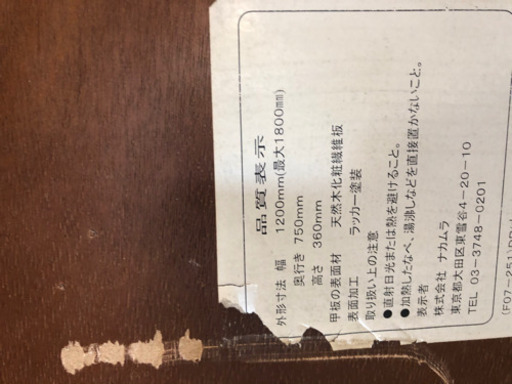 品質表示
外形寸法 幅 1200mm(最大1800mm)
奥行き 750mm
高さ 360mm
甲板の表面材 天然木化粧繊維板
表面加工 ラッカー塗装
取り扱い上の注意
●直射日光または熱を避けること。
●加熱したなべ、湯沸しなどを直接置かないこと。
表示者
株式会社 ナカムラ
東京都大田区東雪谷4-20-10
TEL 03-3748-0201